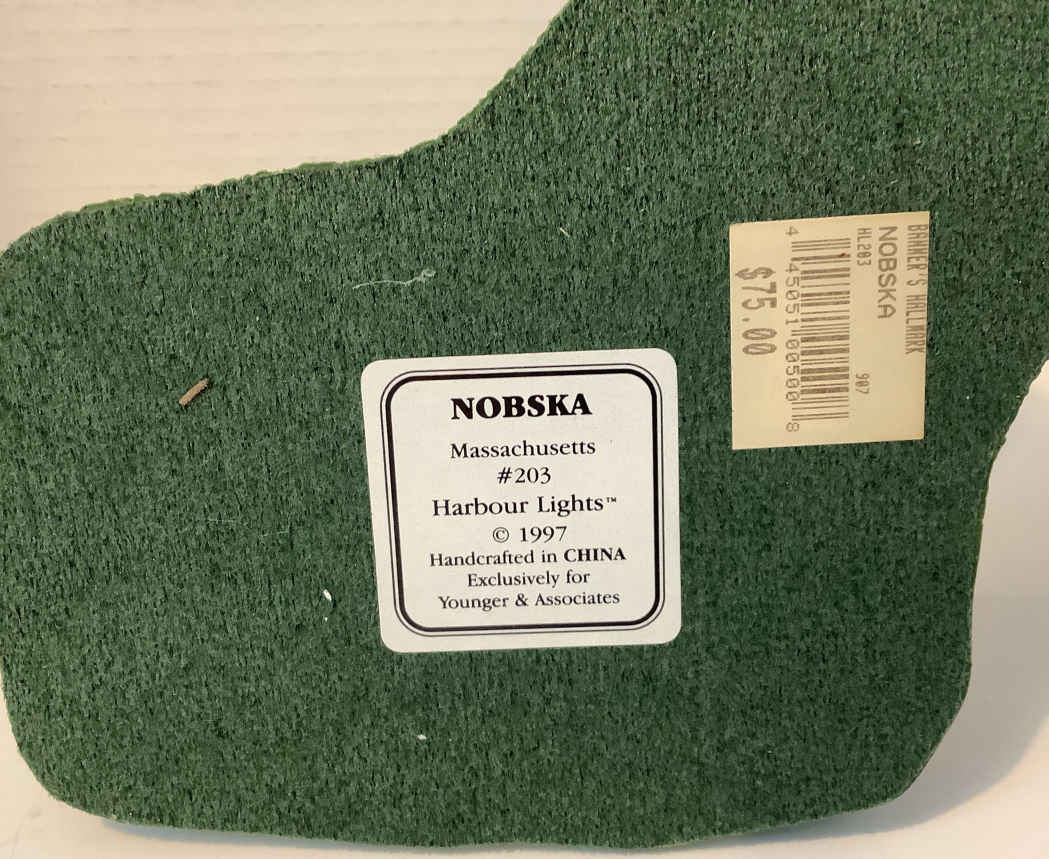 NOBSKA
Massachusetts
#203
Harbour Lights™
© 1997
Handcrafted in CHINA
Exclusively for
Younger & Associates
BANNER'S HALLMARK
NOBSKA
HL203 907
4 45051 00500 8
$75.00